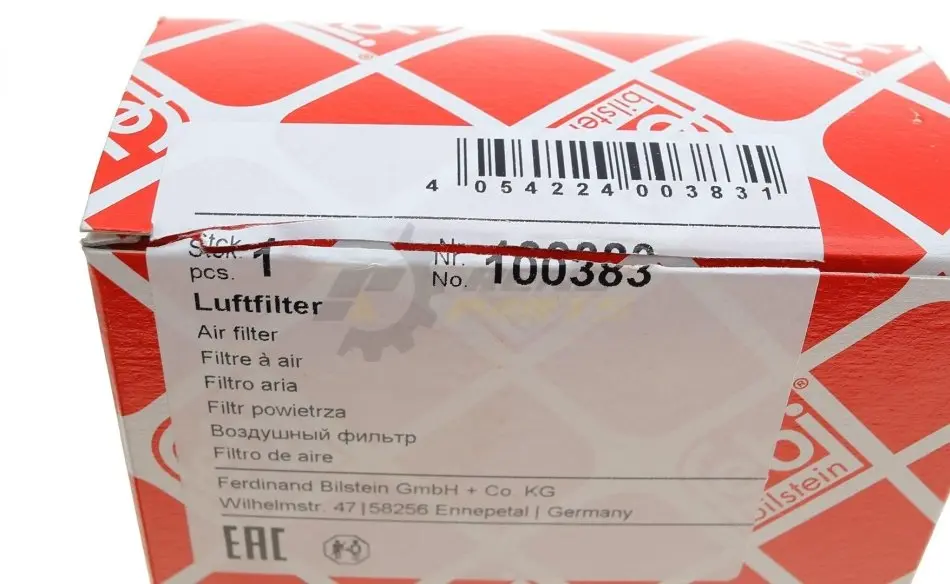 febi
bilstein
4 054224 003831
Stck. 1 Nr. 100383
pcs. No.
Luftfilter
Air filter
Filtre à air
Filtro aria
Filtr powietrza
Воздушный фильтр
Filtro de aire
Ferdinand Bilstein GmbH + Co. KG
Wilhelmstr. 47 | 58256 Ennepetal | Germany
EAC
bilstein